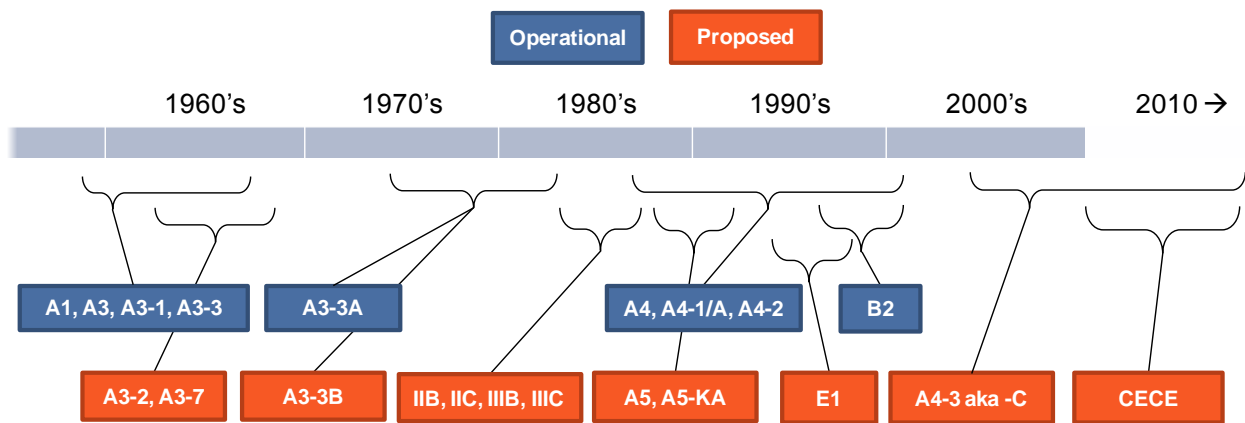 Operational Proposed
1960's 1970's 1980's 1990's 2000's 2010 →
A1, A3, A3-1, A3-3 A3-3A A4, A4-1/A, A4-2 B2
A3-2, A3-7 A3-3B IIB, IIC, IIIB, IIIC A5, A5-KA E1 A4-3 aka -C CECE